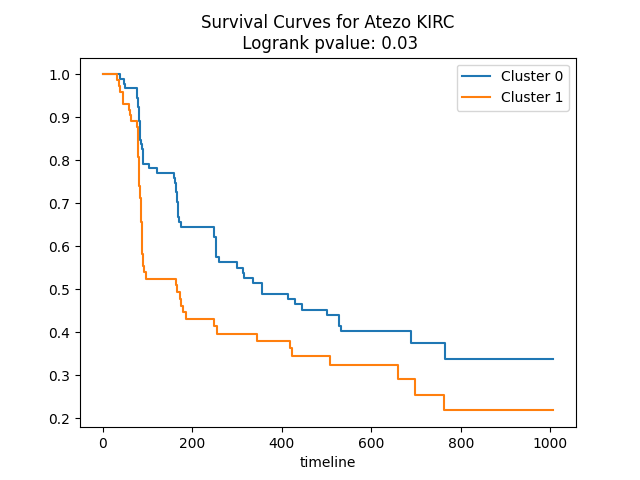 Survival Curves for Atezo KIRC
Logrank pvalue: 0.03
Cluster 0
Cluster 1
1.0
0.9
0.8
0.7
0.6
0.5
0.4
0.3
0.2
0 200 400 600 800 1000
timeline